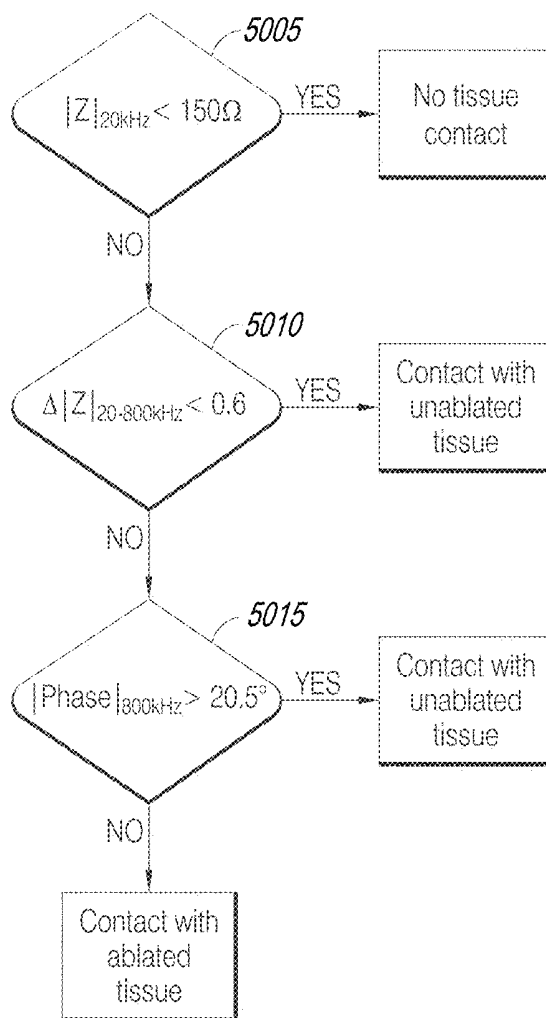 5005
|Z|20kHz < 150Ω
YES
No tissue
contact
NO
5010
Δ|Z|20-800kHz < 0.6
YES
Contact with
unablated
tissue
NO
5015
|Phase|800kHz > 20.5°
YES
Contact with
unablated
tissue
NO
Contact with
ablated
tissue